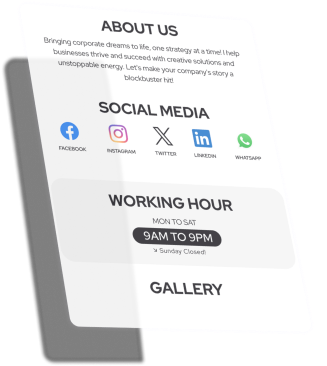 ABOUT US
Bringing corporate dreams to life, one strategy at a time! I help
businesses thrive and succeed with creative solutions and
unstoppable energy. Let's make your company's story a
blockbuster hit!
SOCIAL MEDIA
FACEBOOK INSTAGRAM TWITTER LINKEDIN WHATSAPP
WORKING HOUR
MON TO SAT
9AM TO 9PM
Sunday Closed!
GALLERY